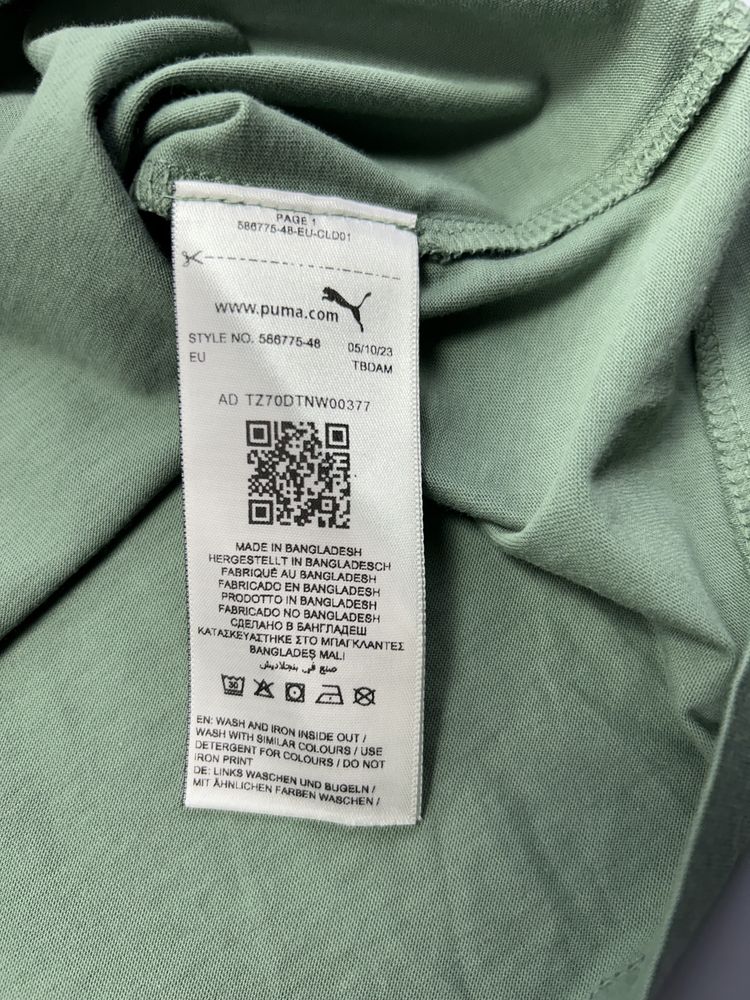 PAGE 1
586775-48-EU-CLD01
www.puma.com
STYLE NO. 586775-48 05/10/23
EU TBDAM
AD TZ70DTNW00377
MADE IN BANGLADESH
HERGESTELLT IN BANGLADESCH
FABRIQUÉ AU BANGLADESH
FABRICADO EN BANGLADESH
PRODOTTO IN BANGLADESH
FABRICADO NO BANGLADESH
СДЕЛАНО В БАНГЛАДЕШ
ΚΑΤΑΣΚΕΥΑΣΤΗΚΕ ΣΤΟ ΜΠΑΓΚΛΑΝΤΕΣ
BANGLADEŞ MALI
صنع في بنجلاديش
30
EN: WASH AND IRON INSIDE OUT /
WASH WITH SIMILAR COLOURS / USE
DETERGENT FOR COLOURS / DO NOT
IRON PRINT
DE: LINKS WASCHEN UND BUGELN /
MIT ÄHNLICHEN FARBEN WASCHEN /